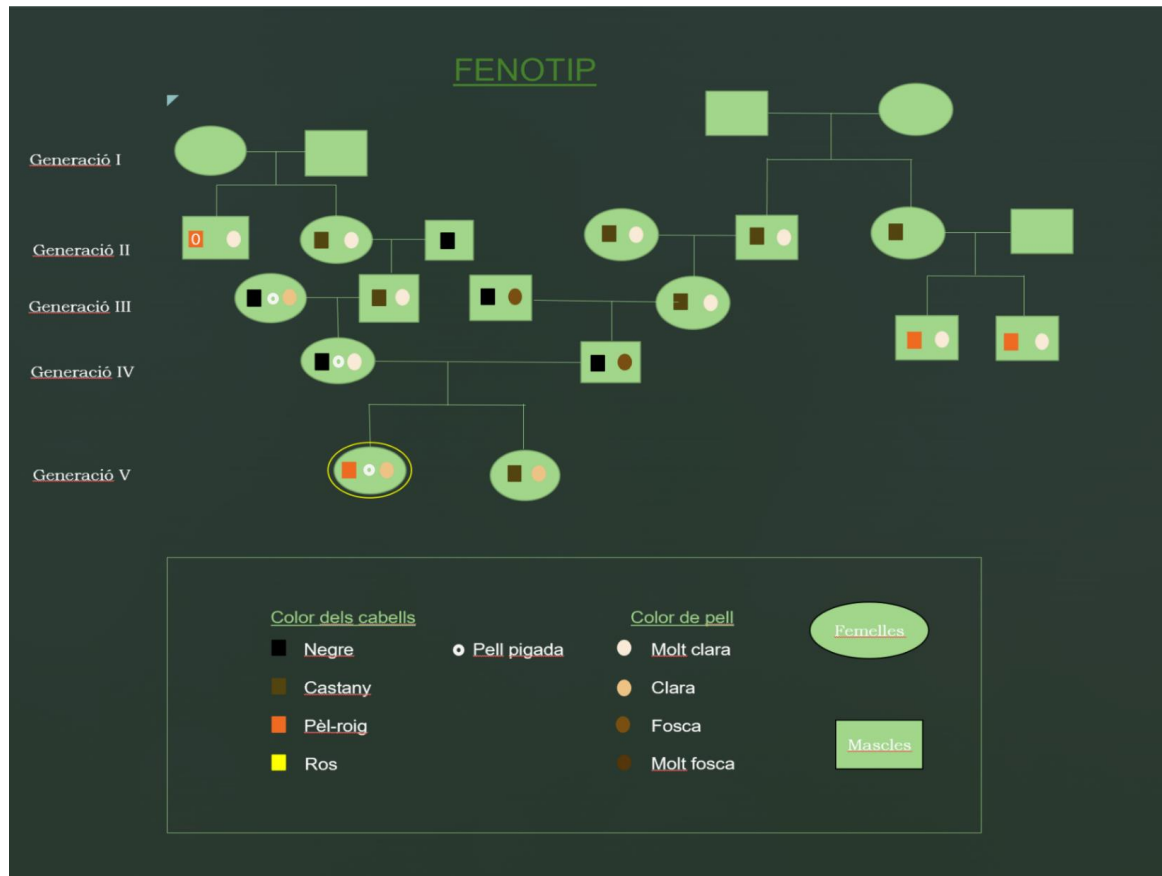 FENOTIP
Generació I
0
Generació II
Generació III
Generació IV
Generació V
Color dels cabells
Negre
Castany
Pèl-roig
Ros
Pell pigada
Color de pell
Molt clara
Clara
Fosca
Molt fosca
Femelles
Mascles